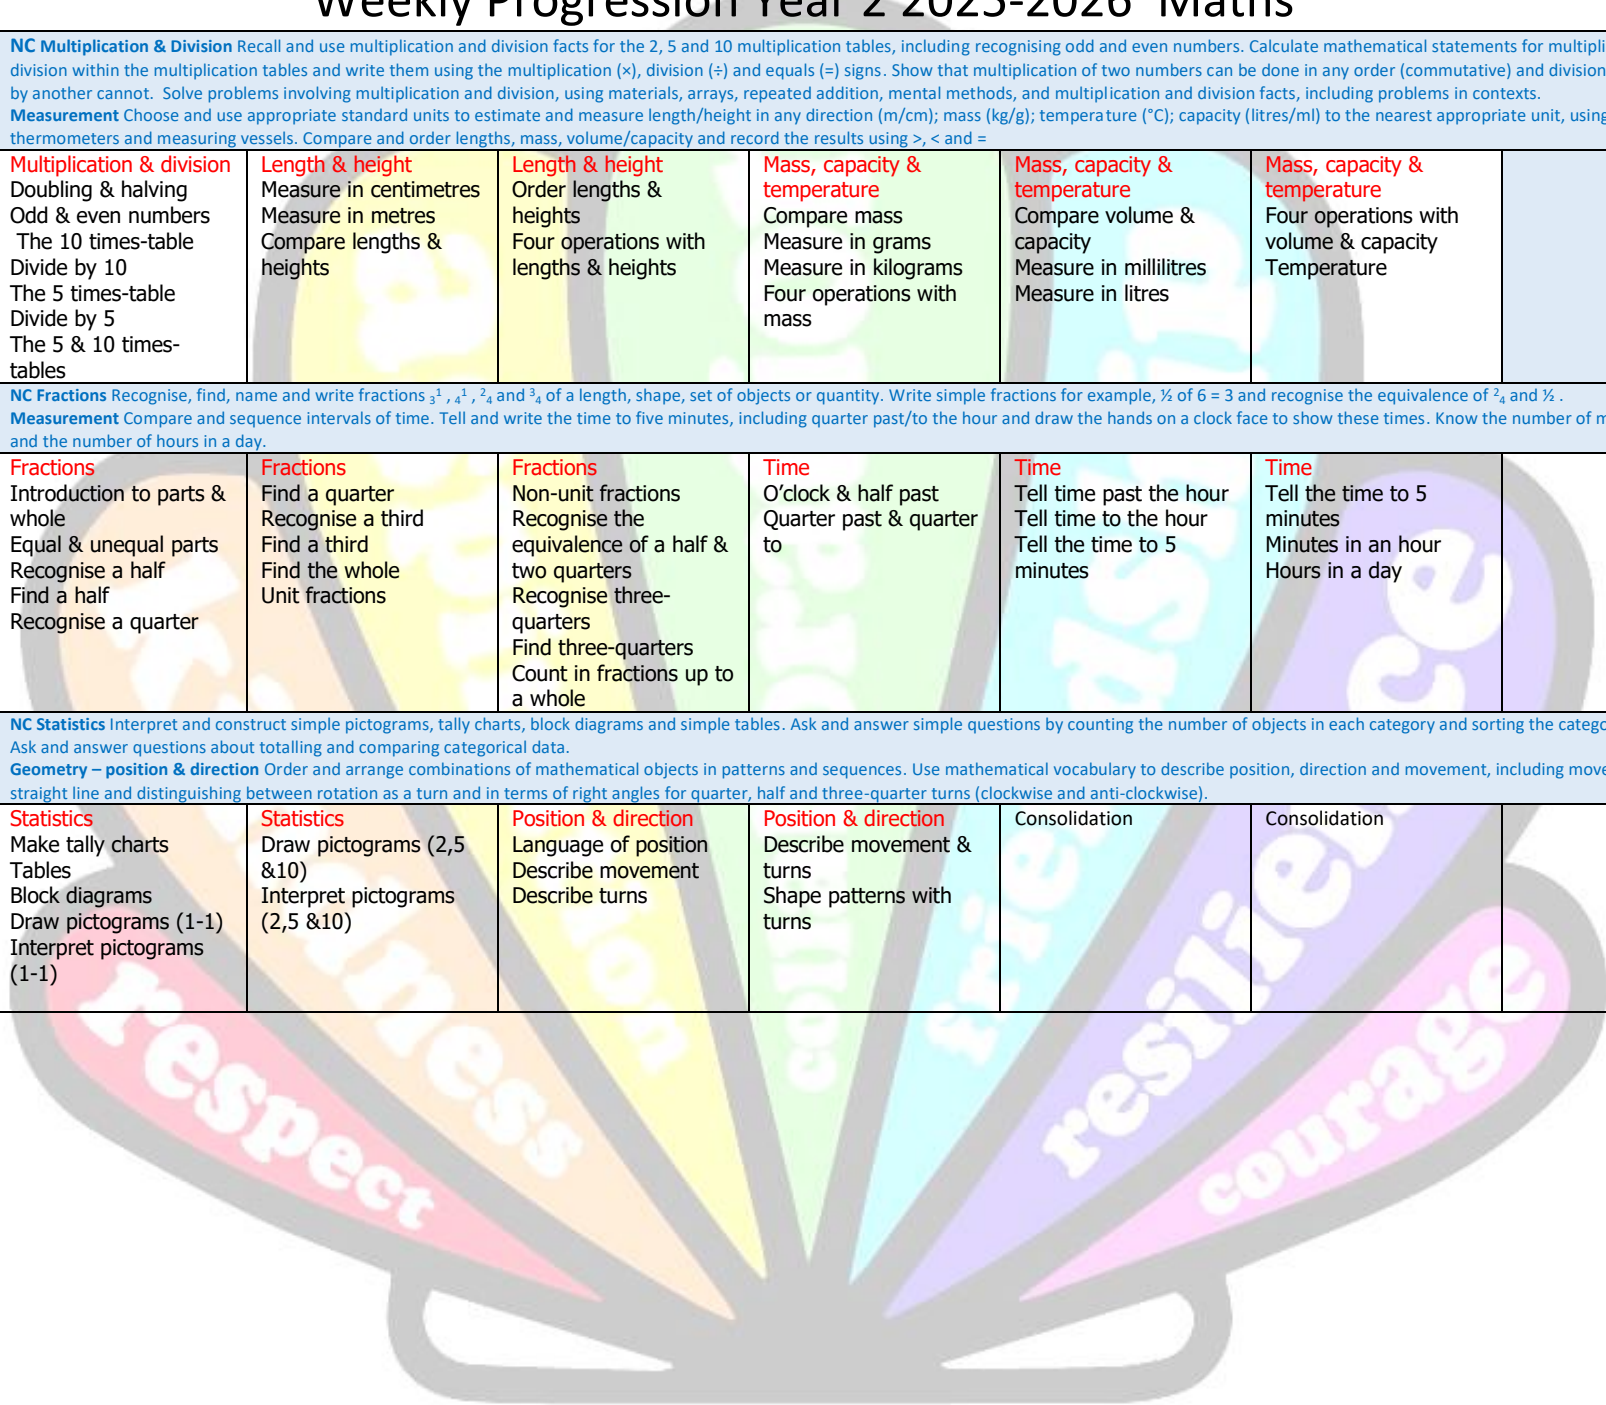 Weekly Progression Year 2 2025-2026 Maths
NC Multiplication & Division Recall and use multiplication and division facts for the 2, 5 and 10 multiplication tables, including recognising odd and even numbers. Calculate mathematical statements for multipli
division within the multiplication tables and write them using the multiplication (×), division (÷) and equals (=) signs. Show that multiplication of two numbers can be done in any order (commutative) and division
by another cannot. Solve problems involving multiplication and division, using materials, arrays, repeated addition, mental methods, and multiplication and division facts, including problems in contexts.
Measurement Choose and use appropriate standard units to estimate and measure length/height in any direction (m/cm); mass (kg/g); temperature (°C); capacity (litres/ml) to the nearest appropriate unit, using
thermometers and measuring vessels. Compare and order lengths, mass, volume/capacity and record the results using >, < and =
Multiplication & division
Doubling & halving
Odd & even numbers
The 10 times-table
Divide by 10
The 5 times-table
Divide by 5
The 5 & 10 times-
tables
Length & height
Measure in centimetres
Measure in metres
Compare lengths &
heights
Length & height
Order lengths &
heights
Four operations with
lengths & heights
Mass, capacity &
temperature
Compare mass
Measure in grams
Measure in kilograms
Four operations with
mass
Mass, capacity &
temperature
Compare volume &
capacity
Measure in millilitres
Measure in litres
Mass, capacity &
temperature
Four operations with
volume & capacity
Temperature
NC Fractions Recognise, find, name and write fractions ₃¹ , ₄¹ , ²₄ and ³₄ of a length, shape, set of objects or quantity. Write simple fractions for example, ½ of 6 = 3 and recognise the equivalence of ²₄ and ½ .
Measurement Compare and sequence intervals of time. Tell and write the time to five minutes, including quarter past/to the hour and draw the hands on a clock face to show these times. Know the number of m
and the number of hours in a day.
Fractions
Introduction to parts &
whole
Equal & unequal parts
Recognise a half
Find a half
Recognise a quarter
Fractions
Find a quarter
Recognise a third
Find a third
Find the whole
Unit fractions
Fractions
Non-unit fractions
Recognise the
equivalence of a half &
two quarters
Recognise three-
quarters
Find three-quarters
Count in fractions up to
a whole
Time
O’clock & half past
Quarter past & quarter
to
Time
Tell time past the hour
Tell time to the hour
Tell the time to 5
minutes
Time
Tell the time to 5
minutes
Minutes in an hour
Hours in a day
NC Statistics Interpret and construct simple pictograms, tally charts, block diagrams and simple tables. Ask and answer simple questions by counting the number of objects in each category and sorting the catego
Ask and answer questions about totalling and comparing categorical data.
Geometry – position & direction Order and arrange combinations of mathematical objects in patterns and sequences. Use mathematical vocabulary to describe position, direction and movement, including move
straight line and distinguishing between rotation as a turn and in terms of right angles for quarter, half and three-quarter turns (clockwise and anti-clockwise).
Statistics
Make tally charts
Tables
Block diagrams
Draw pictograms (1-1)
Interpret pictograms
(1-1)
Statistics
Draw pictograms (2,5
&10)
Interpret pictograms
(2,5 &10)
Position & direction
Language of position
Describe movement
Describe turns
Position & direction
Describe movement &
turns
Shape patterns with
turns
Consolidation
Consolidation
respect
kindness
friendship
resilience
courage